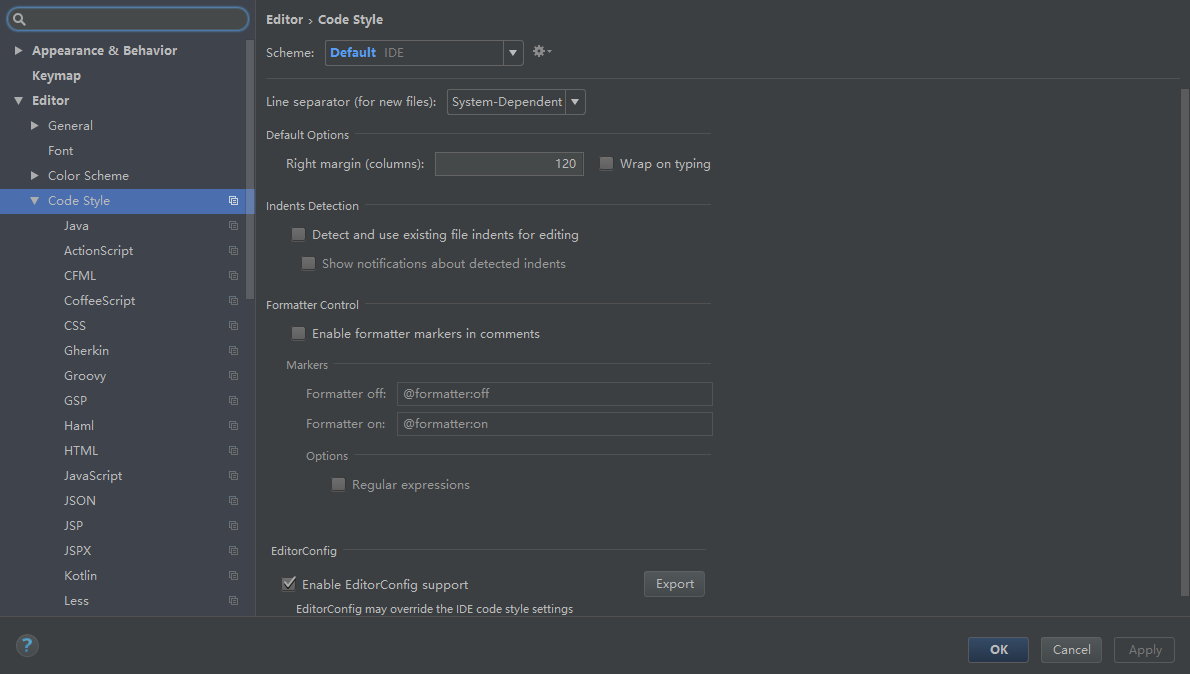 Appearance & Behavior
Keymap
Editor
General
Font
Color Scheme
Code Style
Java
ActionScript
CFML
CoffeeScript
CSS
Gherkin
Groovy
GSP
Haml
HTML
JavaScript
JSON
JSP
JSPX
Kotlin
Less
Editor › Code Style
Scheme: Default IDE
Line separator (for new files): System-Dependent
Default Options
Right margin (columns): 120 Wrap on typing
Indents Detection
Detect and use existing file indents for editing
Show notifications about detected indents
Formatter Control
Enable formatter markers in comments
Markers
Formatter off: @formatter:off
Formatter on: @formatter:on
Options
Regular expressions
EditorConfig
Enable EditorConfig support Export
EditorConfig may override the IDE code style settings
? OK Cancel Apply